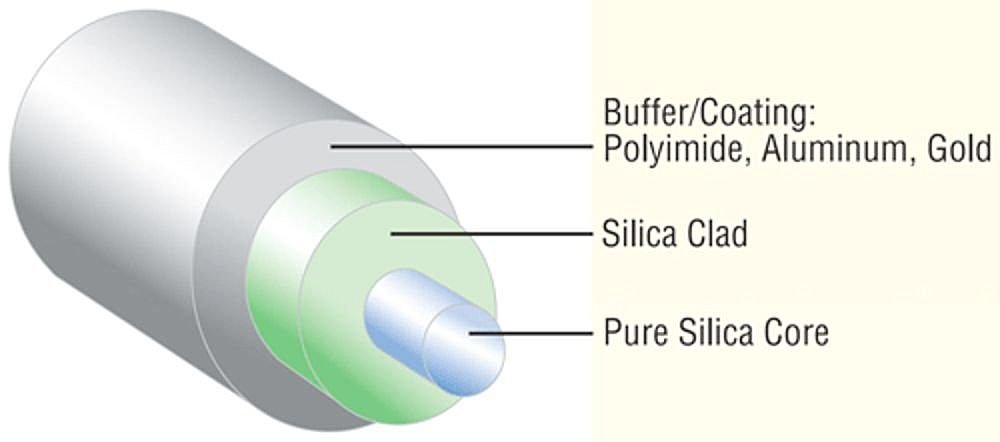 Buffer/Coating:
Polyimide, Aluminum, Gold
Silica Clad
Pure Silica Core